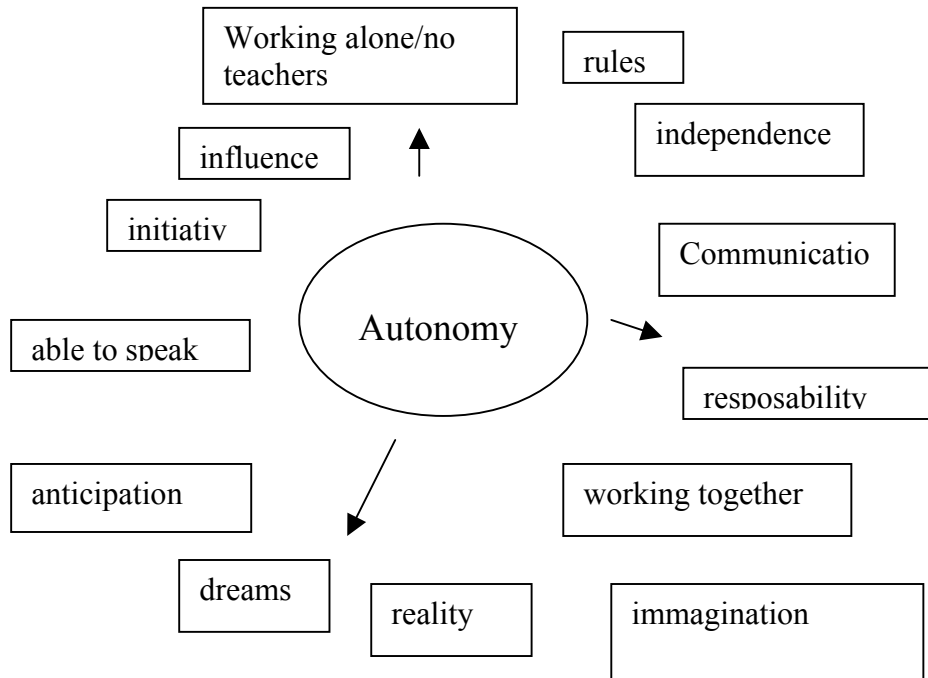 Working alone/no
teachers
rules
independence
influence
initiativ
Communicatio
Autonomy
able to speak
resposability
anticipation
working together
dreams
reality
immagination